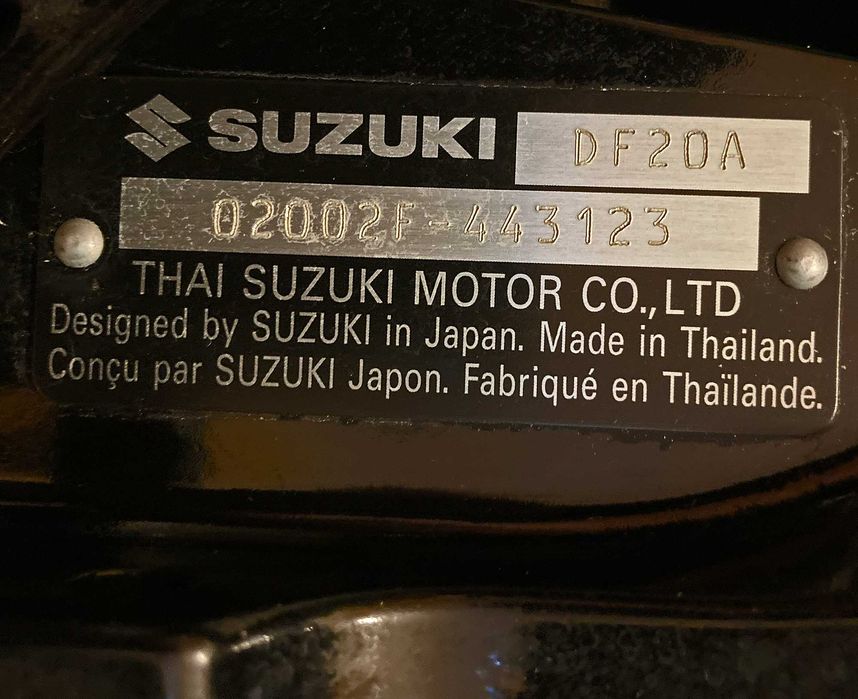 SUZUKI DF20A
02002F-443123
THAI SUZUKI MOTOR CO.,LTD
Designed by SUZUKI in Japan. Made in Thailand.
Conçu par SUZUKI Japon. Fabriqué en Thaïlande.